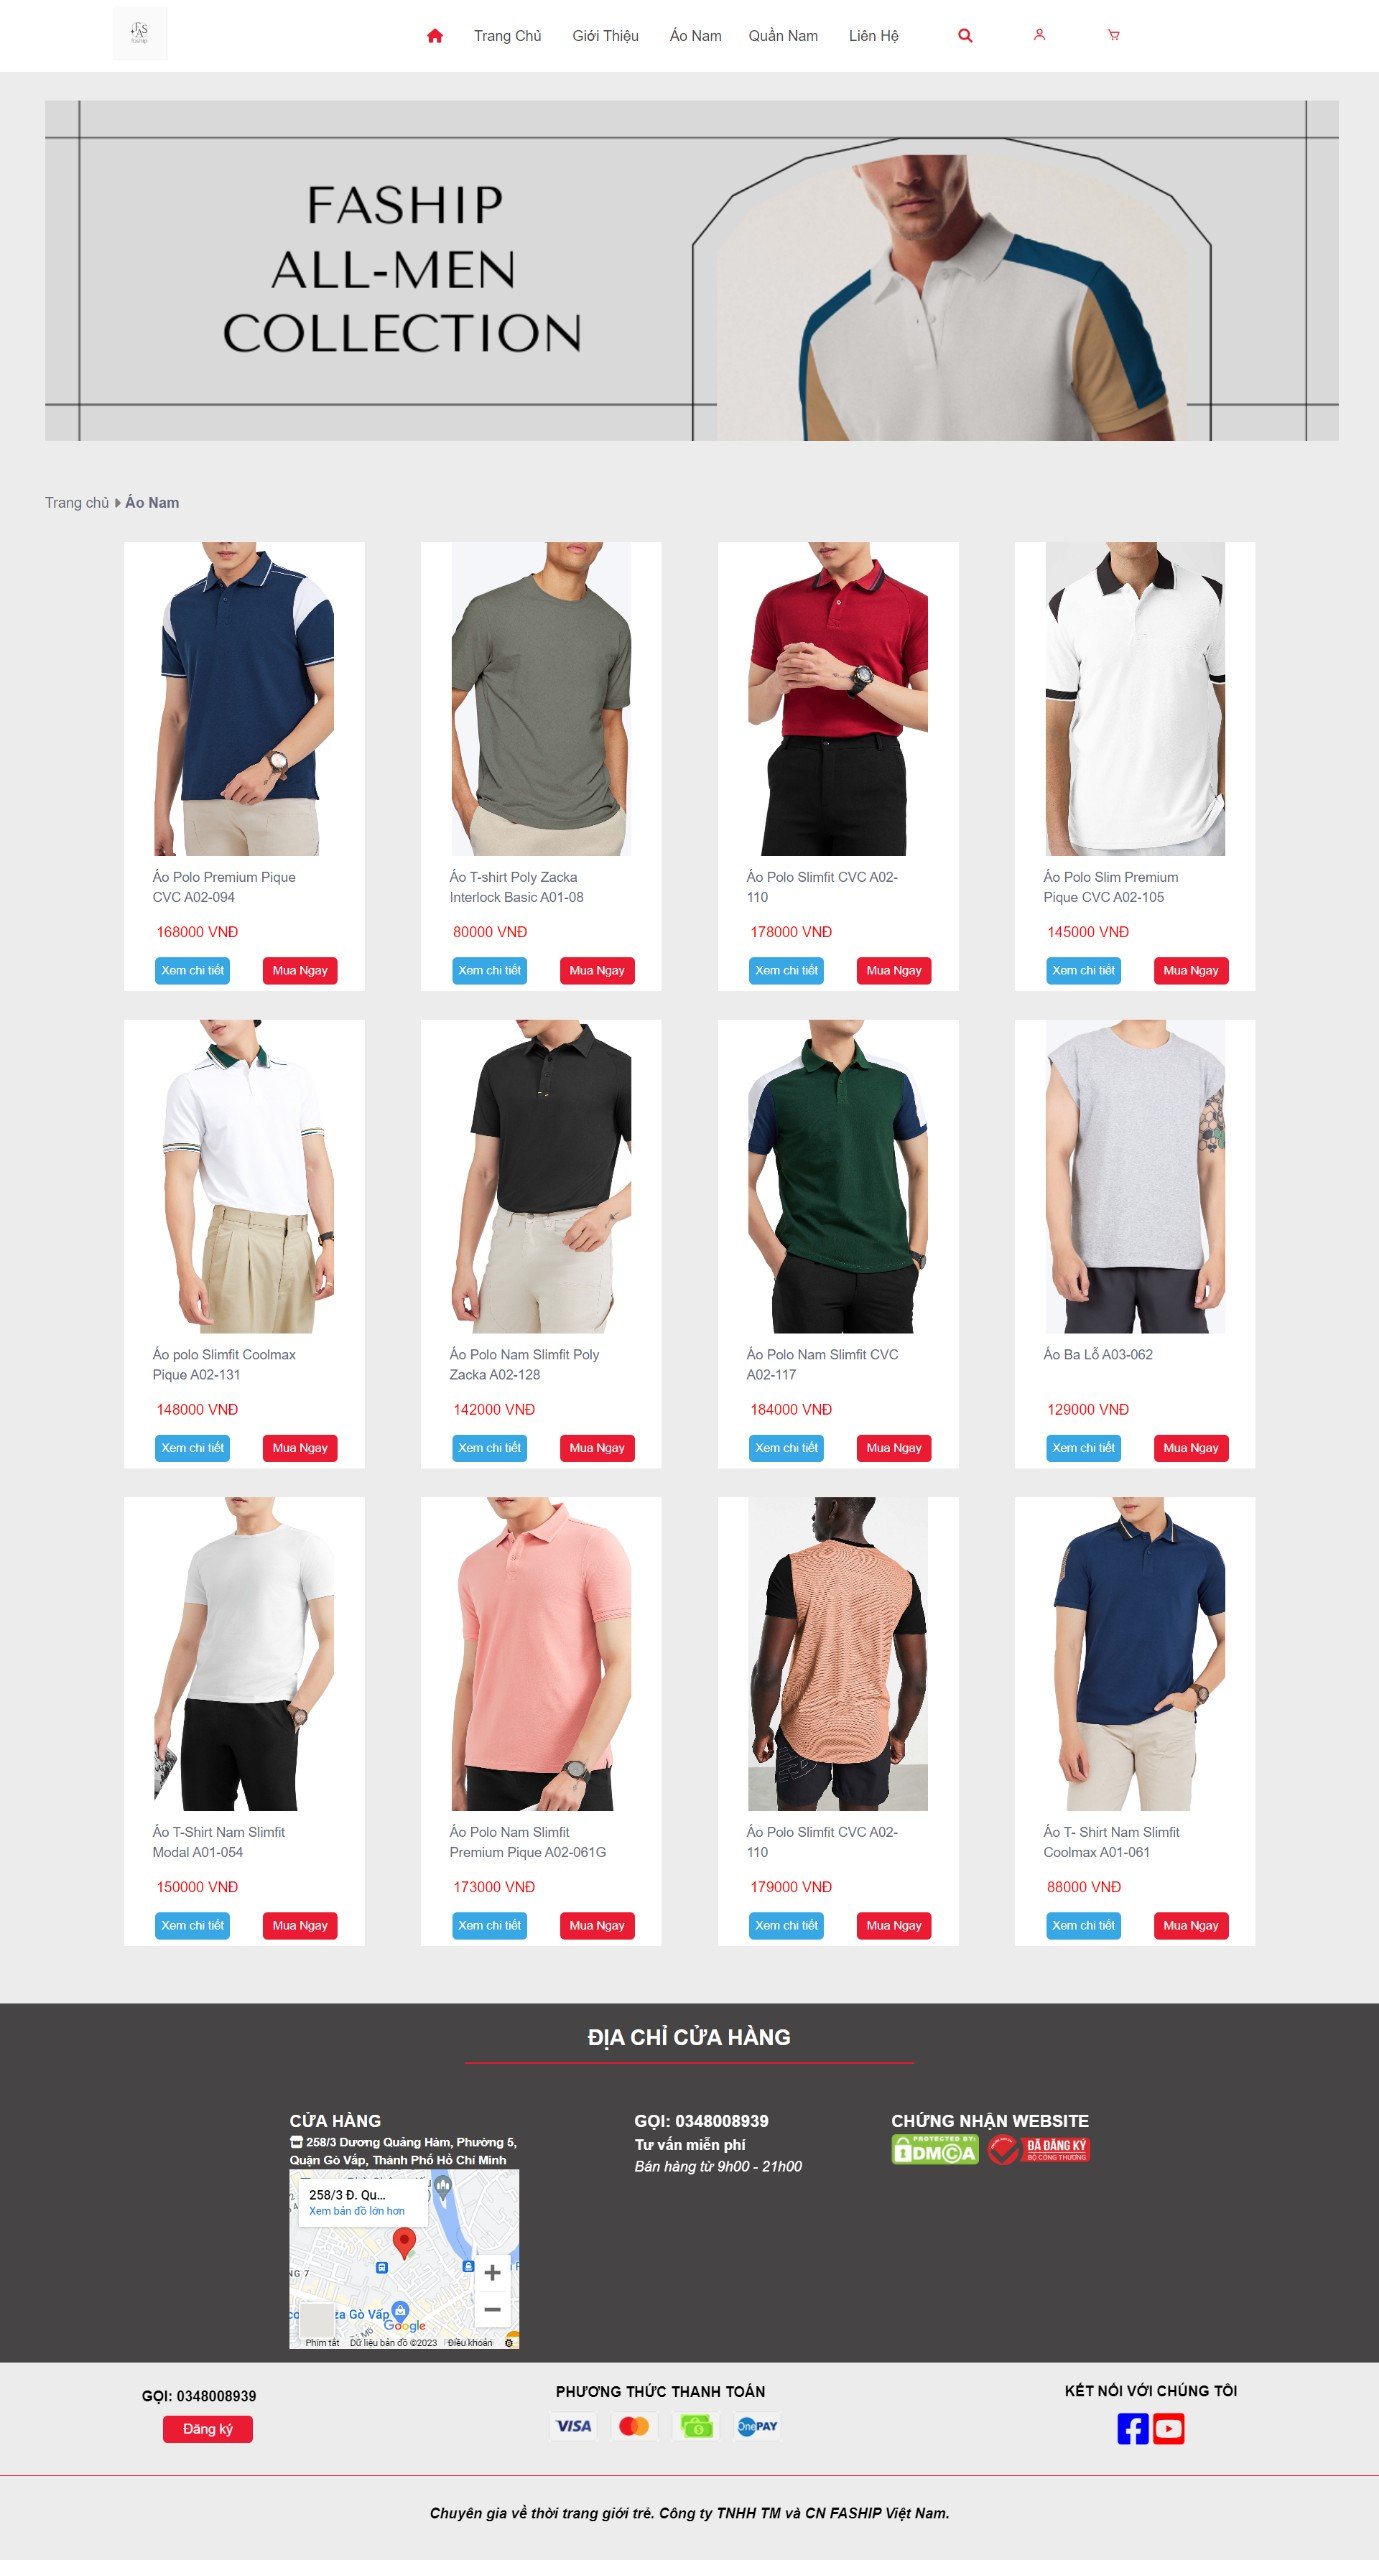 FAS
faship
Trang Chủ
Giới Thiệu
Áo Nam
Quần Nam
Liên Hệ
FASHIP
ALL-MEN
COLLECTION
Trang chủ Áo Nam
Áo Polo Premium Pique
CVC A02-094
168000 VNĐ
Xem chi tiết
Mua Ngay
Áo T-shirt Poly Zacka
Interlock Basic A01-08
80000 VNĐ
Xem chi tiết
Mua Ngay
Áo Polo Slimfit CVC A02-
110
178000 VNĐ
Xem chi tiết
Mua Ngay
Áo Polo Slim Premium
Pique CVC A02-105
145000 VNĐ
Xem chi tiết
Mua Ngay
Áo polo Slimfit Coolmax
Pique A02-131
148000 VNĐ
Xem chi tiết
Mua Ngay
Áo Polo Nam Slimfit Poly
Zacka A02-128
142000 VNĐ
Xem chi tiết
Mua Ngay
Áo Polo Nam Slimfit CVC
A02-117
184000 VNĐ
Xem chi tiết
Mua Ngay
Áo Ba Lỗ A03-062
129000 VNĐ
Xem chi tiết
Mua Ngay
Áo T-Shirt Nam Slimfit
Modal A01-054
150000 VNĐ
Xem chi tiết
Mua Ngay
Áo Polo Nam Slimfit
Premium Pique A02-061G
173000 VNĐ
Xem chi tiết
Mua Ngay
Áo Polo Slimfit CVC A02-
110
179000 VNĐ
Xem chi tiết
Mua Ngay
Áo T- Shirt Nam Slimfit
Coolmax A01-061
88000 VNĐ
Xem chi tiết
Mua Ngay
ĐỊA CHỈ CỬA HÀNG
CỬA HÀNG
258/3 Dương Quảng Hàm, Phường 5,
Quận Gò Vấp, Thành Phố Hồ Chí Minh
258/3 Đ. Qu...
Xem bản đồ lớn hơn
NG 7
za Gò Vấp
Google
Phím tắt
Dữ liệu bản đồ ©2023
Điều khoản
GỌI: 0348008939
Tư vấn miễn phí
Bán hàng từ 9h00 - 21h00
CHỨNG NHẬN WEBSITE
PROTECTED BY:
DMCA
ĐÃ ĐĂNG KÝ
BỘ CÔNG THƯƠNG
GỌI: 0348008939
Đăng ký
PHƯƠNG THỨC THANH TOÁN
VISA
OnePAY
KẾT NỐI VỚI CHÚNG TÔI
Chuyên gia về thời trang giới trẻ. Công ty TNHH TM và CN FASHIP Việt Nam.